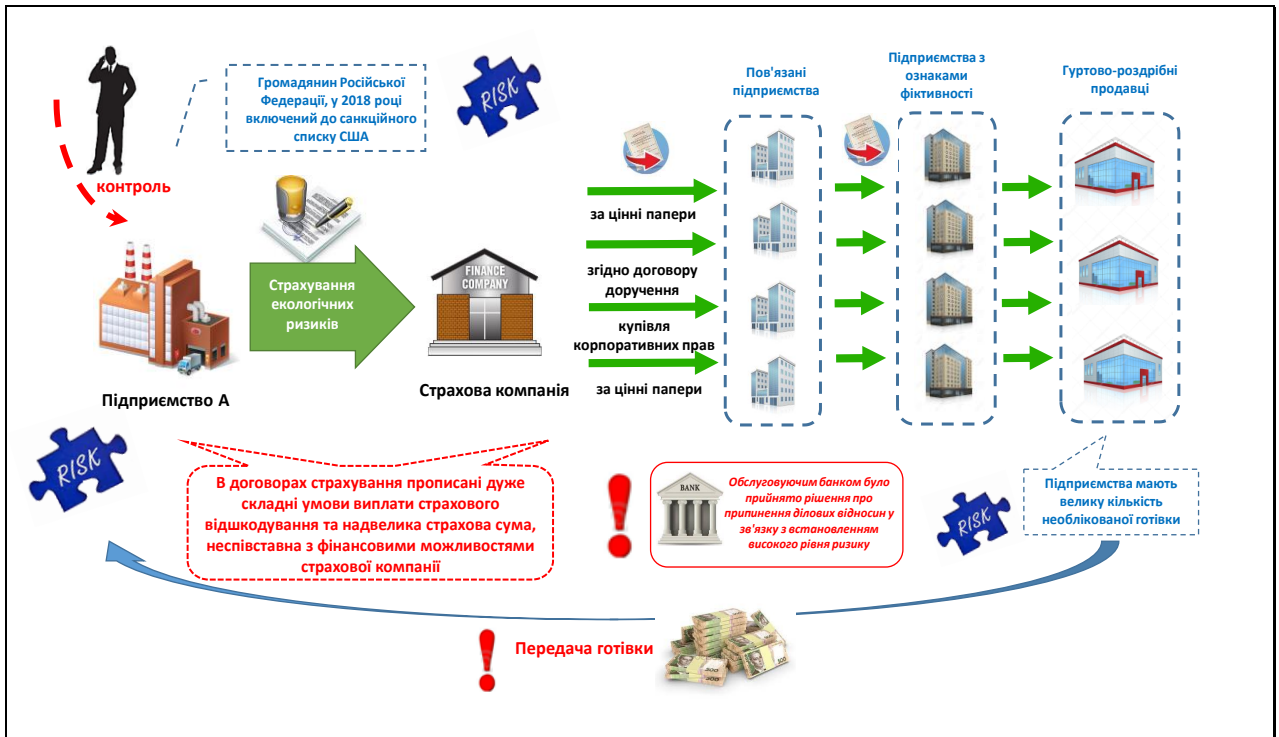 Громадянин Російської
Федерації, у 2018 році
включений до санкційного
списку США
RISK
контроль
Пов'язані
підприємства
Підприємства з
ознаками
фіктивності
Гуртово-роздрібні
продавці
Страхування
екологічних
ризиків
FINANCE
COMPANY
за цінні папери
згідно договору
доручення
купівля
корпоративних прав
за цінні папери
Підприємство А
Страхова компанія
RISK
В договорах страхування прописані дуже
складні умови виплати страхового
відшкодування та надвелика страхова сума,
неспівставна з фінансовими можливостями
страхової компанії
BANK
Обслуговуючим банком було
прийнято рішення про
припинення ділових відносин у
зв'язку з встановленням
високого рівня ризику
RISK
Підприємства мають
велику кількість
необлікованої готівки
Передача готівки